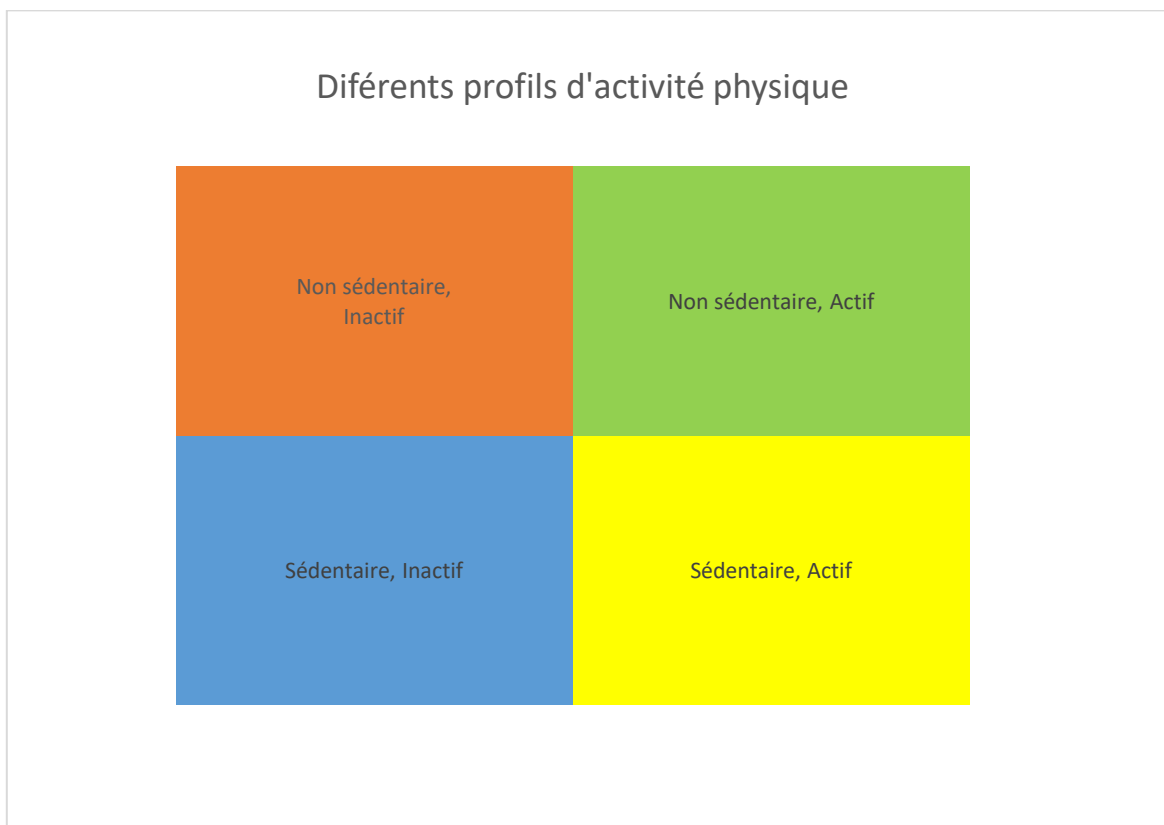 Diférents profils d'activité physique
Non sédentaire,
Inactif
Non sédentaire, Actif
Sédentaire, Inactif
Sédentaire, Actif